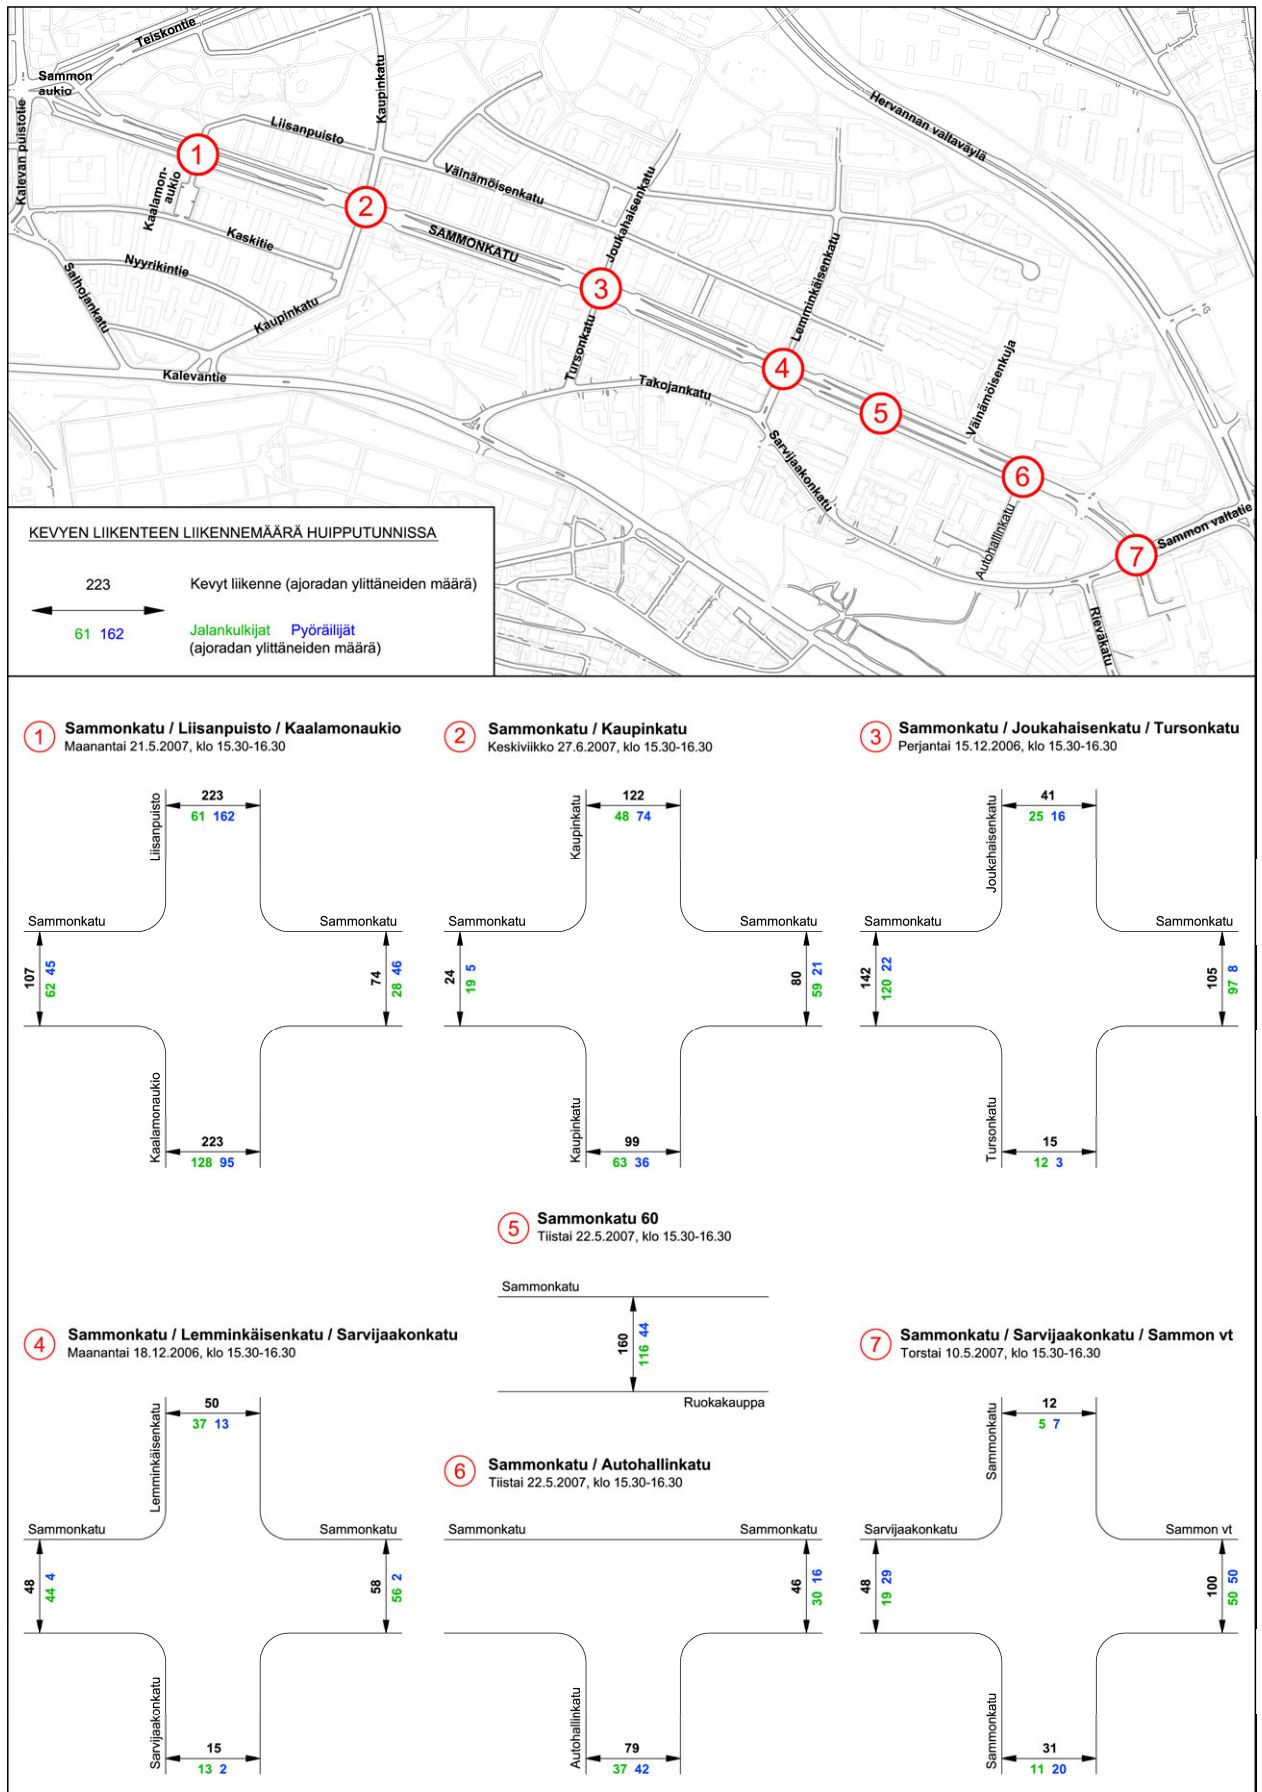 Teiskontie
Sammon
aukio
Kaupinkatu
Kalevan puistotie
Liisanpuisto
Hervannan valtaväylä
Väinämöisenkatu
Joukahaisenkatu
Kaalamon-
aukio
Kaskitie
SAMMONKATU
Nyyrikintie
Salhojankatu
Kaupinkatu
Kalevantie
Tursonkatu
Takojankatu
Lemminkäisenkatu
Väinämöisenkuja
Sarvijaakonkatu
Autohallinkatu
Sammon valtatie
Rieväkatu
1
2
3
4
5
6
7
KEVYEN LIIKENTEEN LIIKENNEMÄÄRÄ HUIPPUTUNNISSA
223 Kevyt liikenne (ajoradan ylittäneiden määrä)
61 162 Jalankulkijat Pyöräilijät
(ajoradan ylittäneiden määrä)
1 Sammonkatu / Liisanpuisto / Kaalamonaukio
Maanantai 21.5.2007, klo 15.30-16.30
Liisanpuisto
223
61 162
Sammonkatu Sammonkatu
107
62 45
74
28 46
Kaalamonaukio
223
128 95
2 Sammonkatu / Kaupinkatu
Keskiviikko 27.6.2007, klo 15.30-16.30
Kaupinkatu
122
48 74
Sammonkatu Sammonkatu
24
19 5
80
59 21
Kaupinkatu
99
63 36
3 Sammonkatu / Joukahaisenkatu / Tursonkatu
Perjantai 15.12.2006, klo 15.30-16.30
Joukahaisenkatu
41
25 16
Sammonkatu Sammonkatu
142
120 22
105
97 8
Tursonkatu
15
12 3
5 Sammonkatu 60
Tiistai 22.5.2007, klo 15.30-16.30
Sammonkatu
160
116 44
Ruokakauppa
4 Sammonkatu / Lemminkäisenkatu / Sarvijaakonkatu
Maanantai 18.12.2006, klo 15.30-16.30
Lemminkäisenkatu
50
37 13
Sammonkatu Sammonkatu
48
44 4
58
56 2
Sarvijaakonkatu
15
13 2
6 Sammonkatu / Autohallinkatu
Tiistai 22.5.2007, klo 15.30-16.30
Sammonkatu Sammonkatu
46
30 16
Autohallinkatu
79
37 42
7 Sammonkatu / Sarvijaakonkatu / Sammon vt
Torstai 10.5.2007, klo 15.30-16.30
Sammonkatu
12
5 7
Sarvijaakonkatu Sammon vt
48
19 29
100
50 50
Sammonkatu
31
11 20